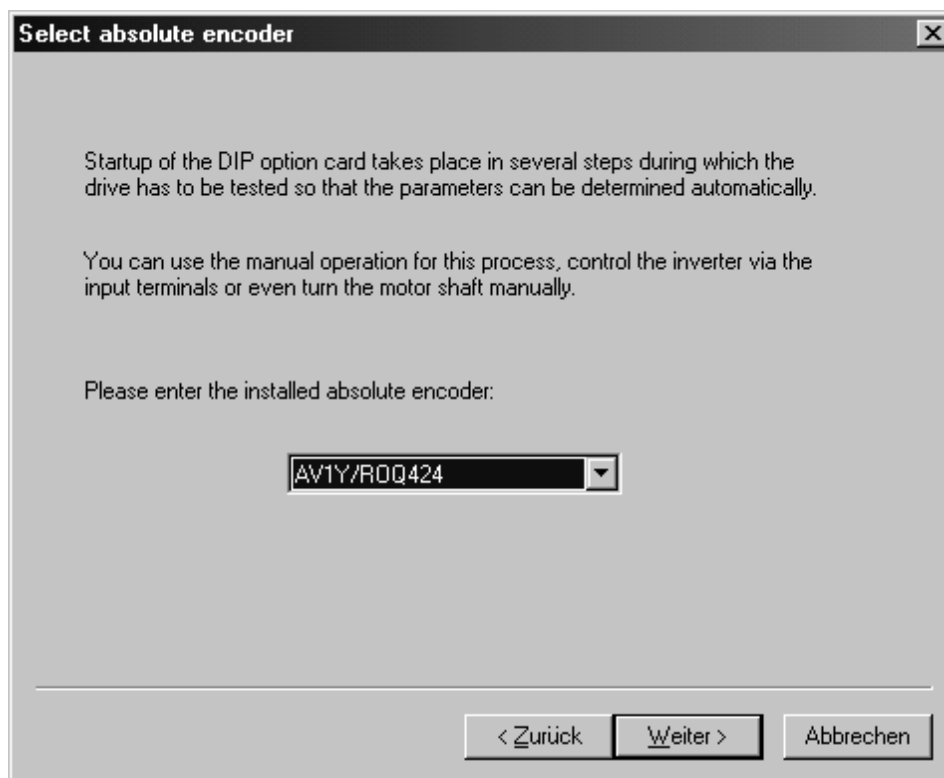 Select absolute encoder
Startup of the DIP option card takes place in several steps during which the
drive has to be tested so that the parameters can be determined automatically.
You can use the manual operation for this process, control the inverter via the
input terminals or even turn the motor shaft manually.
Please enter the installed absolute encoder:
AV1Y/ROQ424
< Zurück Weiter > Abbrechen